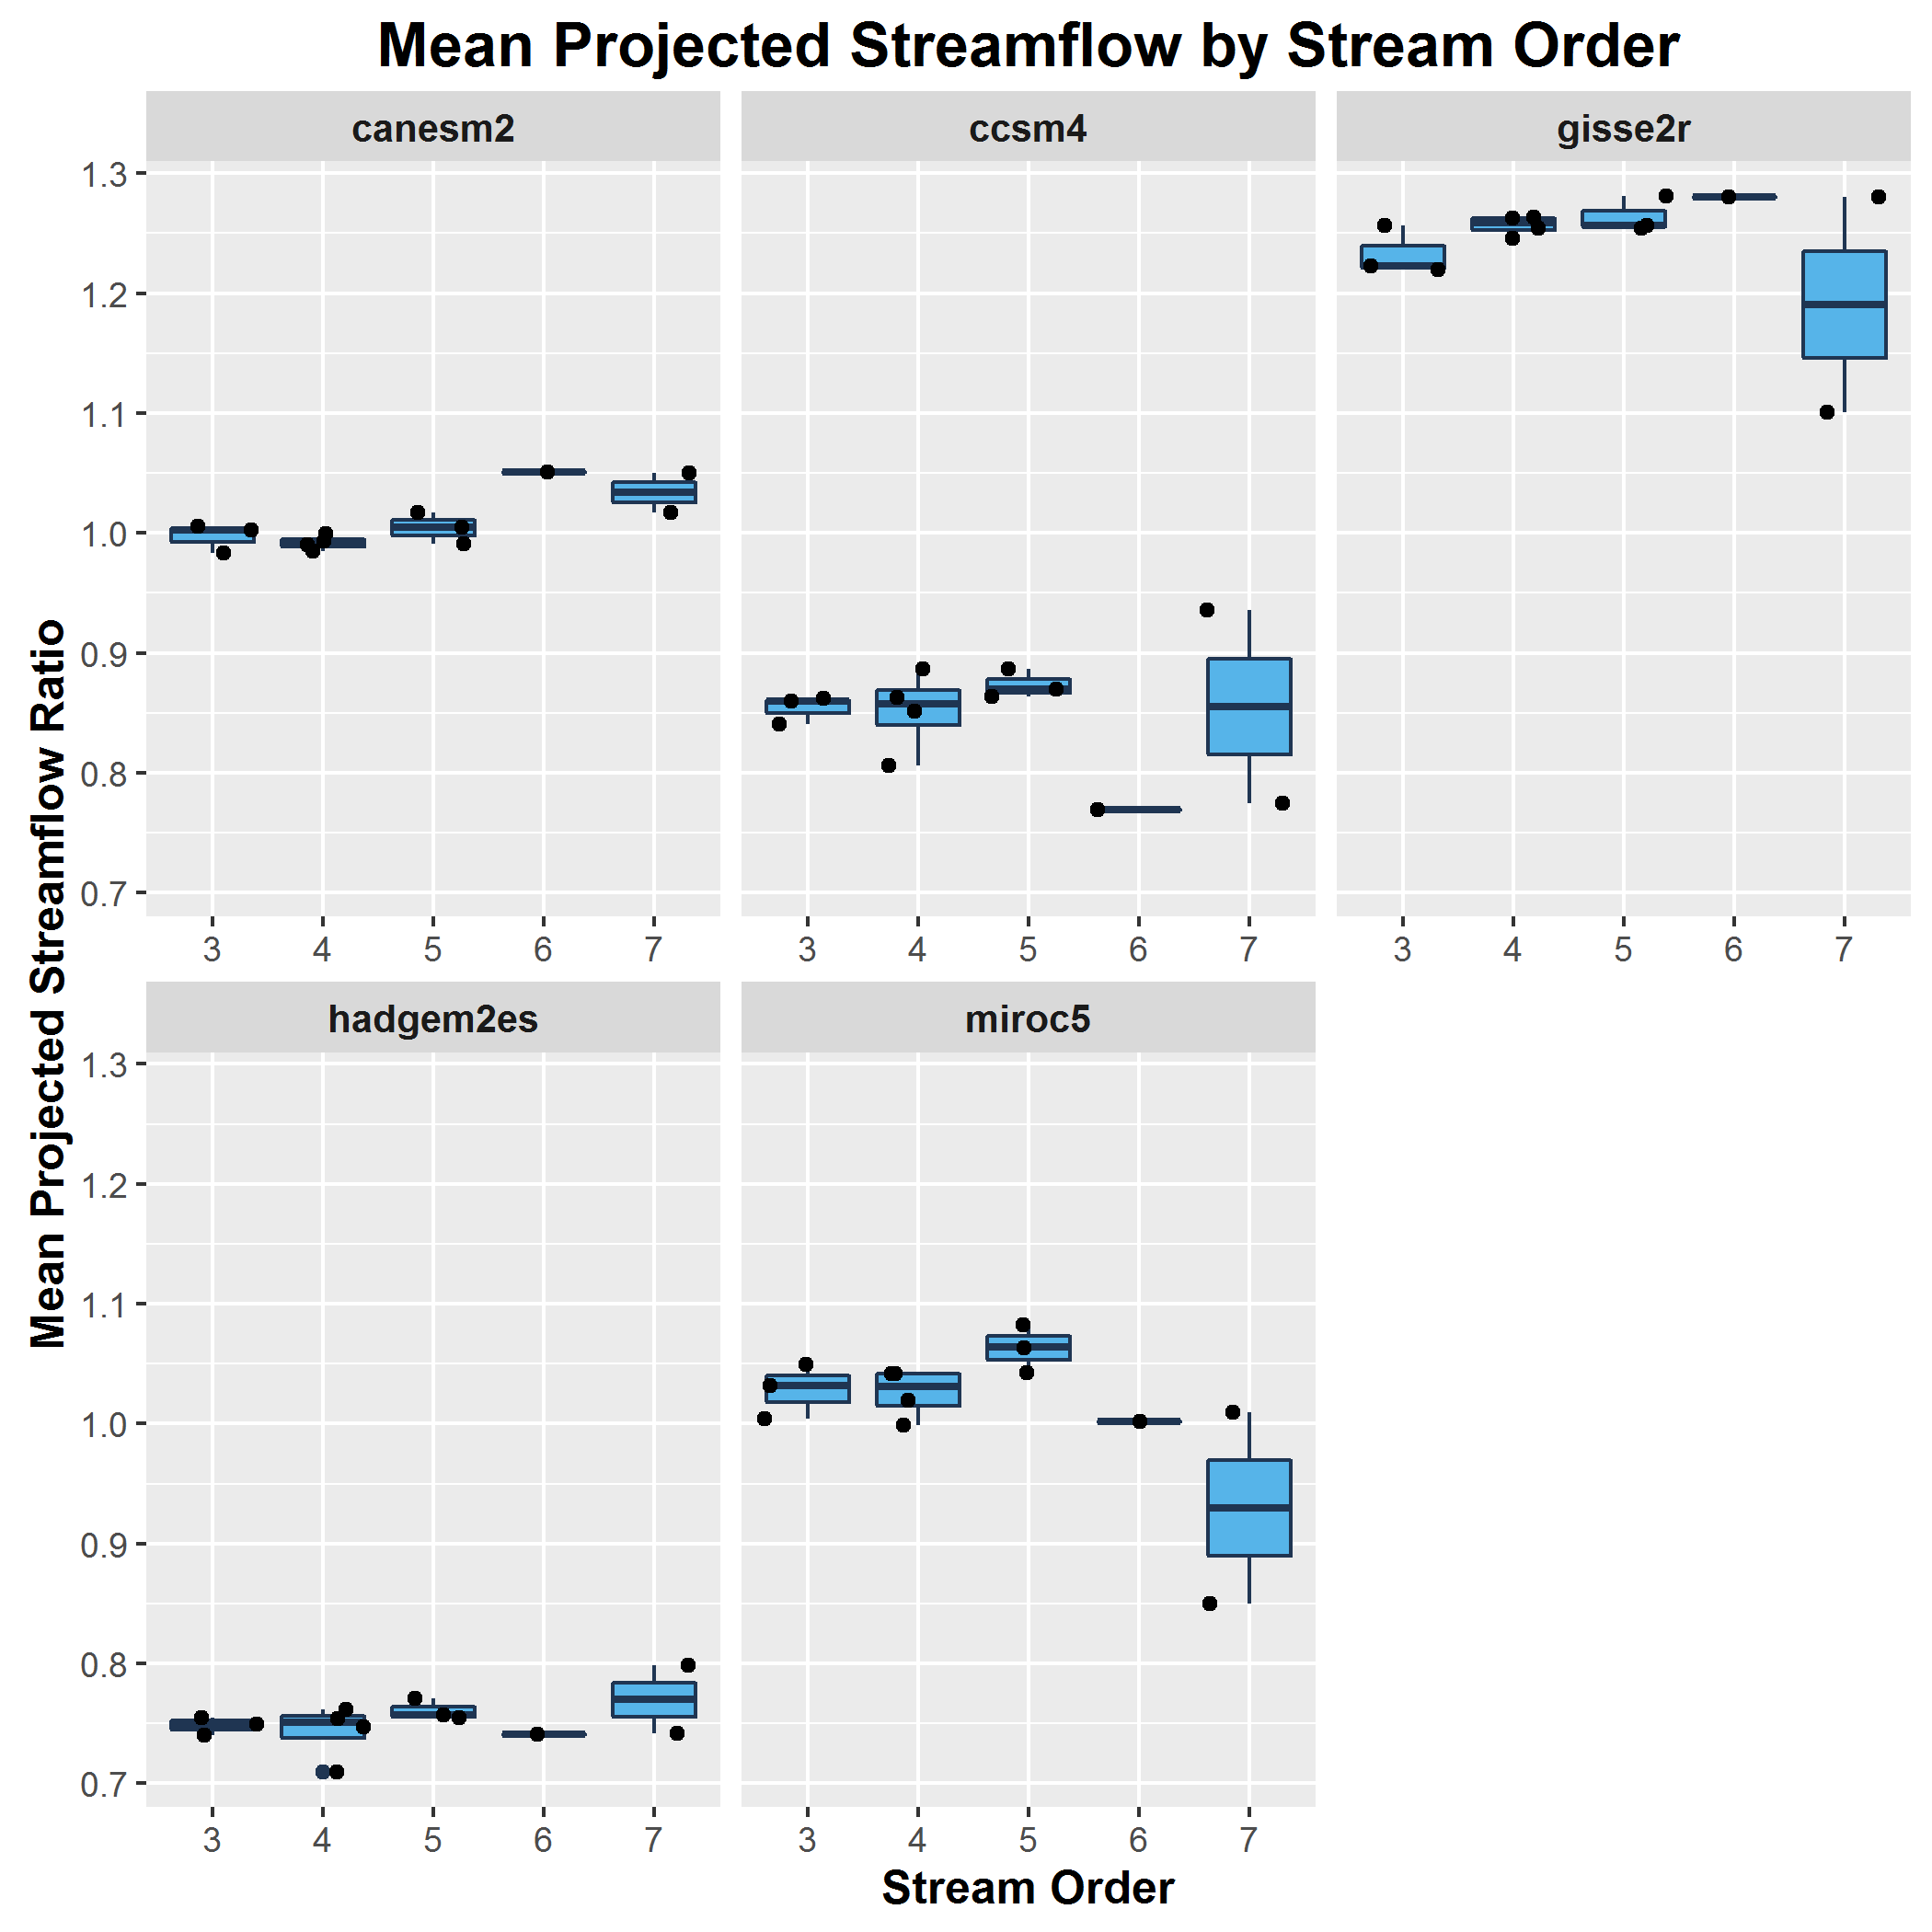 Mean Projected Streamflow by Stream Order
canesm2
ccsm4
gisse2r
Mean Projected Streamflow Ratio
1.3
1.2
1.1
1.0
0.9
0.8
0.7
3 4 5 6 7
3 4 5 6 7
3 4 5 6 7
hadgem2es
miroc5
1.3
1.2
1.1
1.0
0.9
0.8
0.7
3 4 5 6 7
3 4 5 6 7
Stream Order